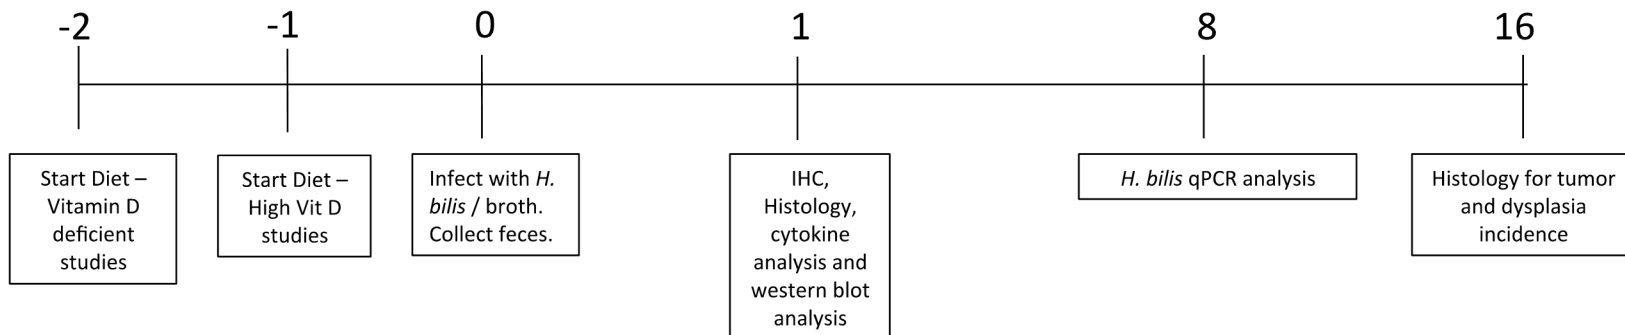 -2
-1
0
1
8
16
Start Diet –
Vitamin D
deficient
studies
Start Diet –
High Vit D
studies
Infect with H.
bilis / broth.
Collect feces.
IHC,
Histology,
cytokine
analysis and
western blot
analysis
H. bilis qPCR analysis
Histology for tumor
and dysplasia
incidence